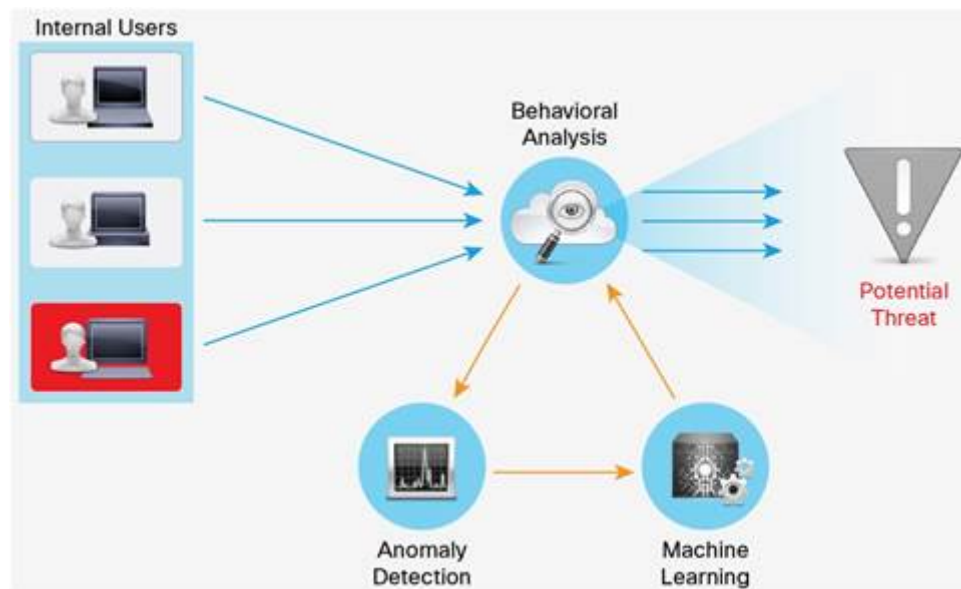 Internal Users
Behavioral
Analysis
Potential
Threat
Anomaly
Detection
Machine
Learning